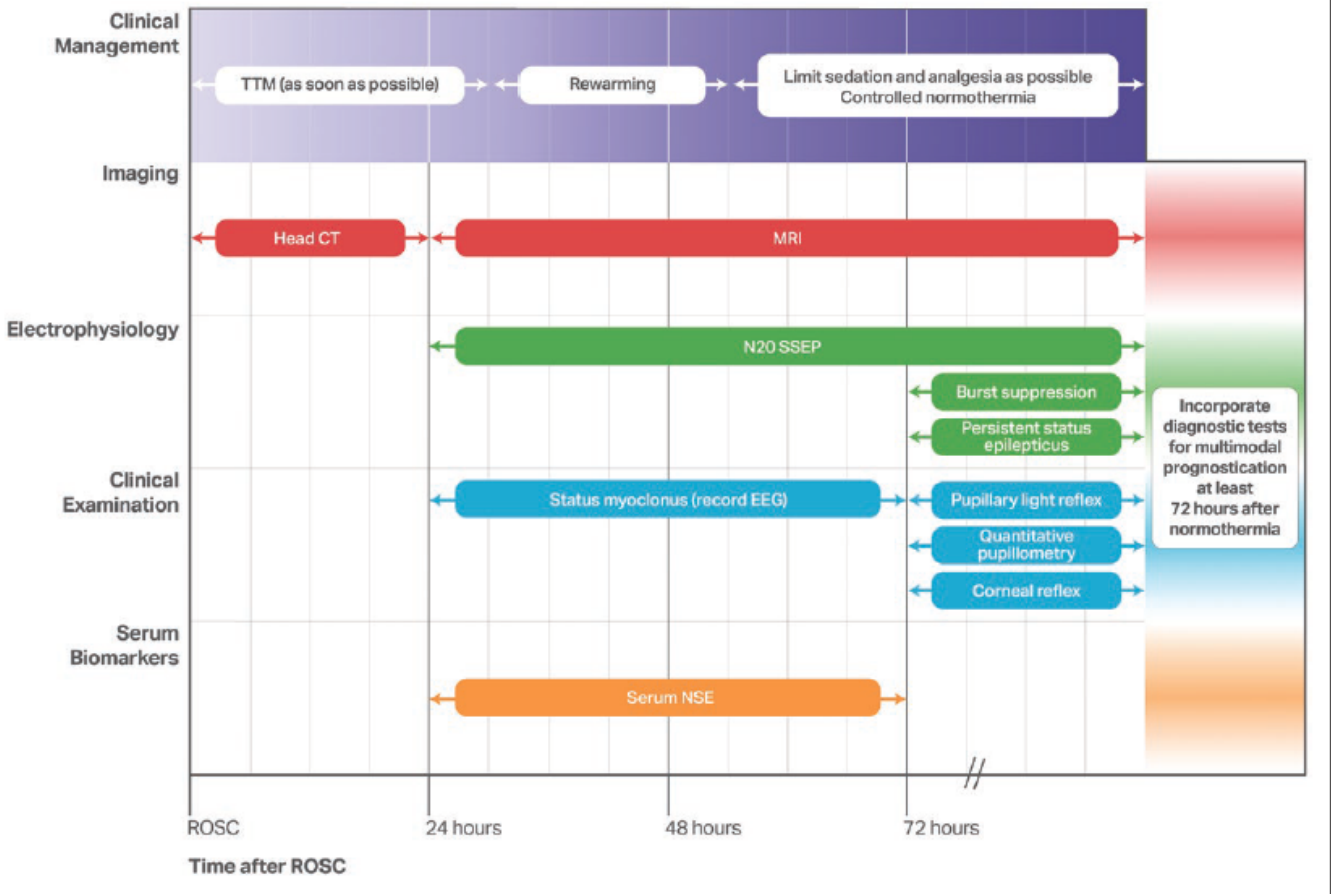 Clinical
Management
TTM (as soon as possible)
Rewarming
Limit sedation and analgesia as possible
Controlled normothermia
Imaging
Head CT
MRI
Electrophysiology
N20 SSEP
Burst suppression
Persistent status
epilepticus
Clinical
Examination
Status myoclonus (record EEG)
Pupillary light reflex
Quantitative
pupillometry
Corneal reflex
Serum
Biomarkers
Serum NSE
Incorporate
diagnostic tests
for multimodal
prognostication
at least
72 hours after
normothermia
ROSC
24 hours
48 hours
72 hours
Time after ROSC